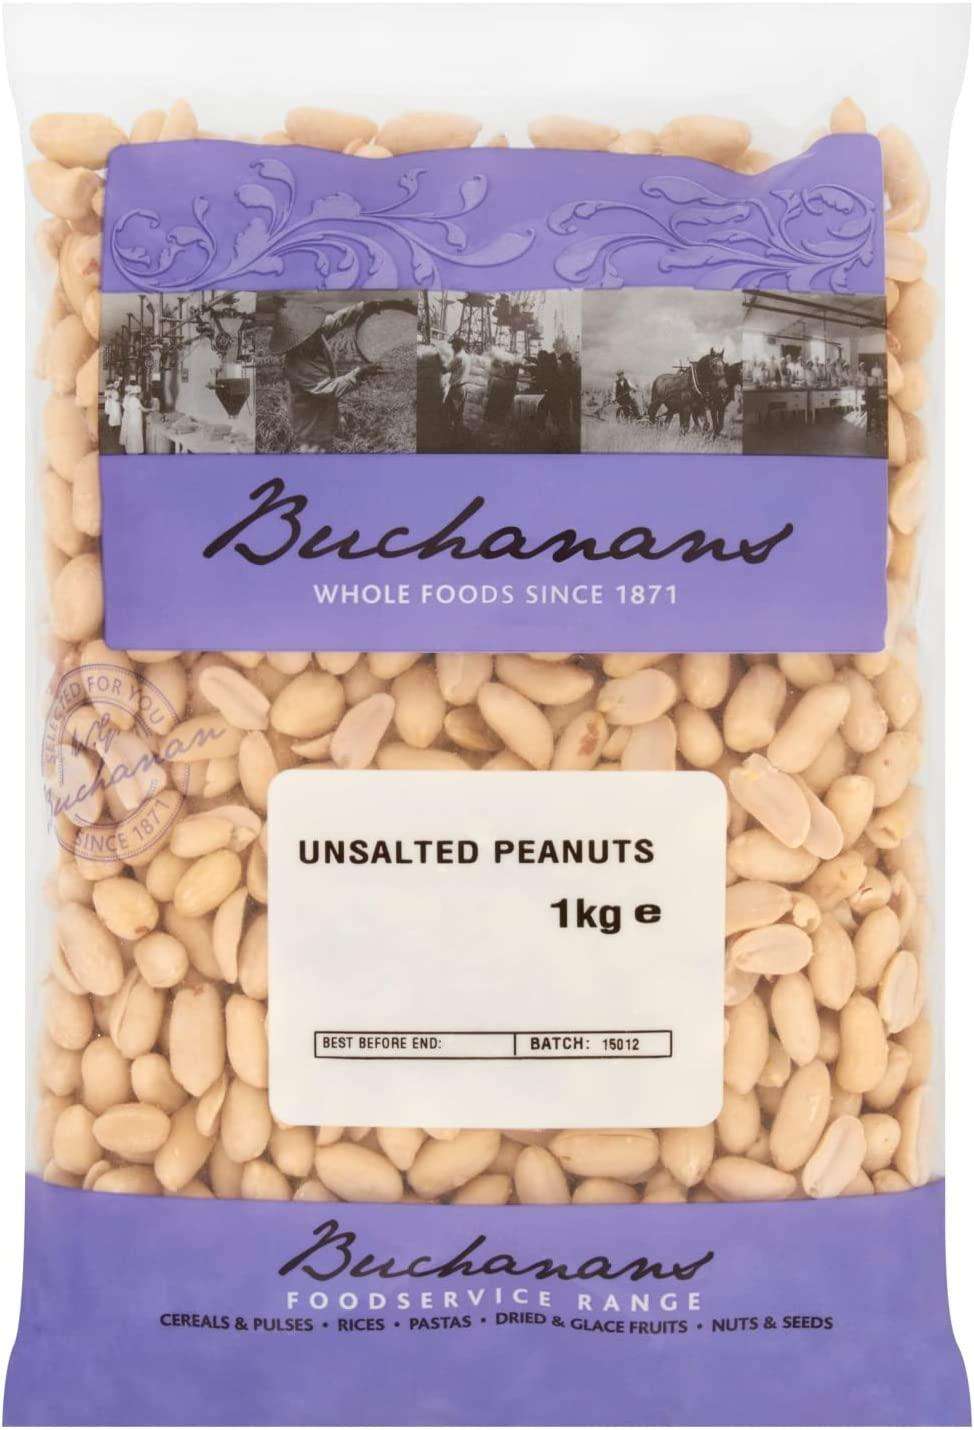 Buchanans
WHOLE FOODS SINCE 1871
SELECTED FOR YOU
W.G.
Buchanan
SINCE 1871
UNSALTED PEANUTS
1kg e
BEST BEFORE END:
BATCH: 15012
Buchanans
FOODSERVICE RANGE
CEREALS & PULSES • RICES • PASTAS • DRIED & GLACE FRUITS • NUTS & SEEDS